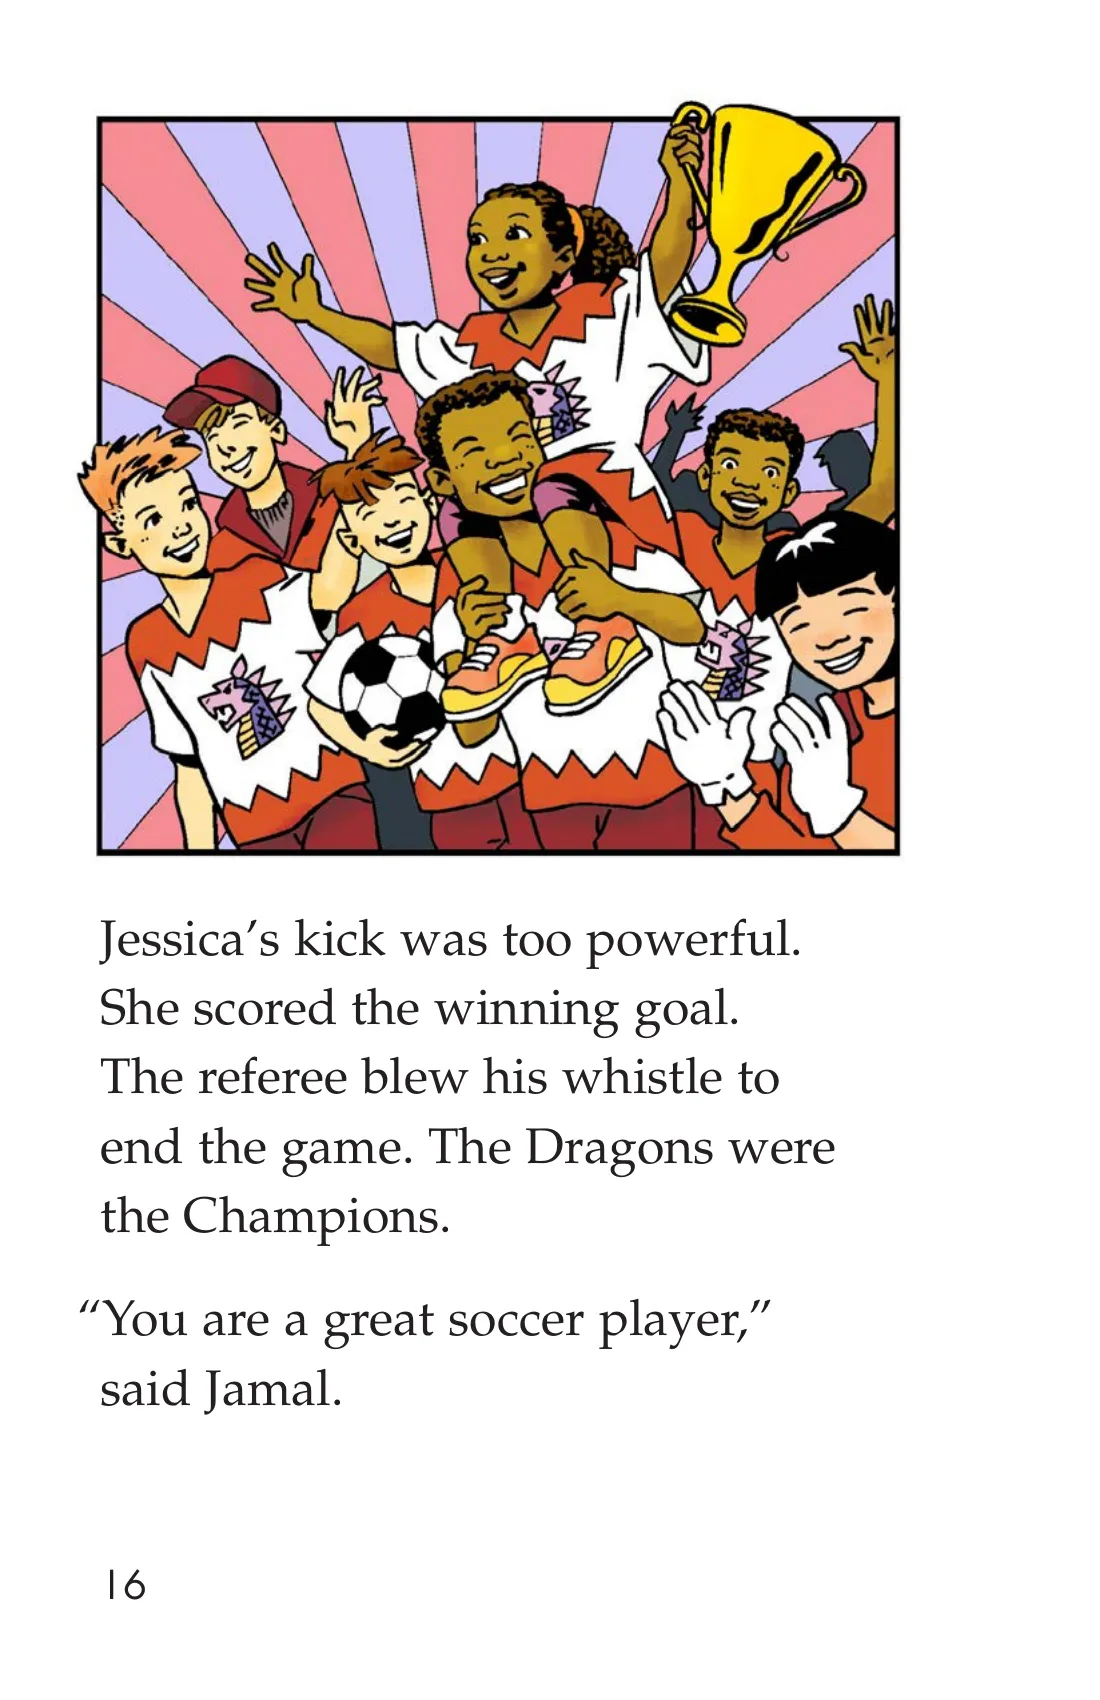 Jessica’s kick was too powerful.
She scored the winning goal.
The referee blew his whistle to
end the game. The Dragons were
the Champions.
“You are a great soccer player,”
said Jamal.
16